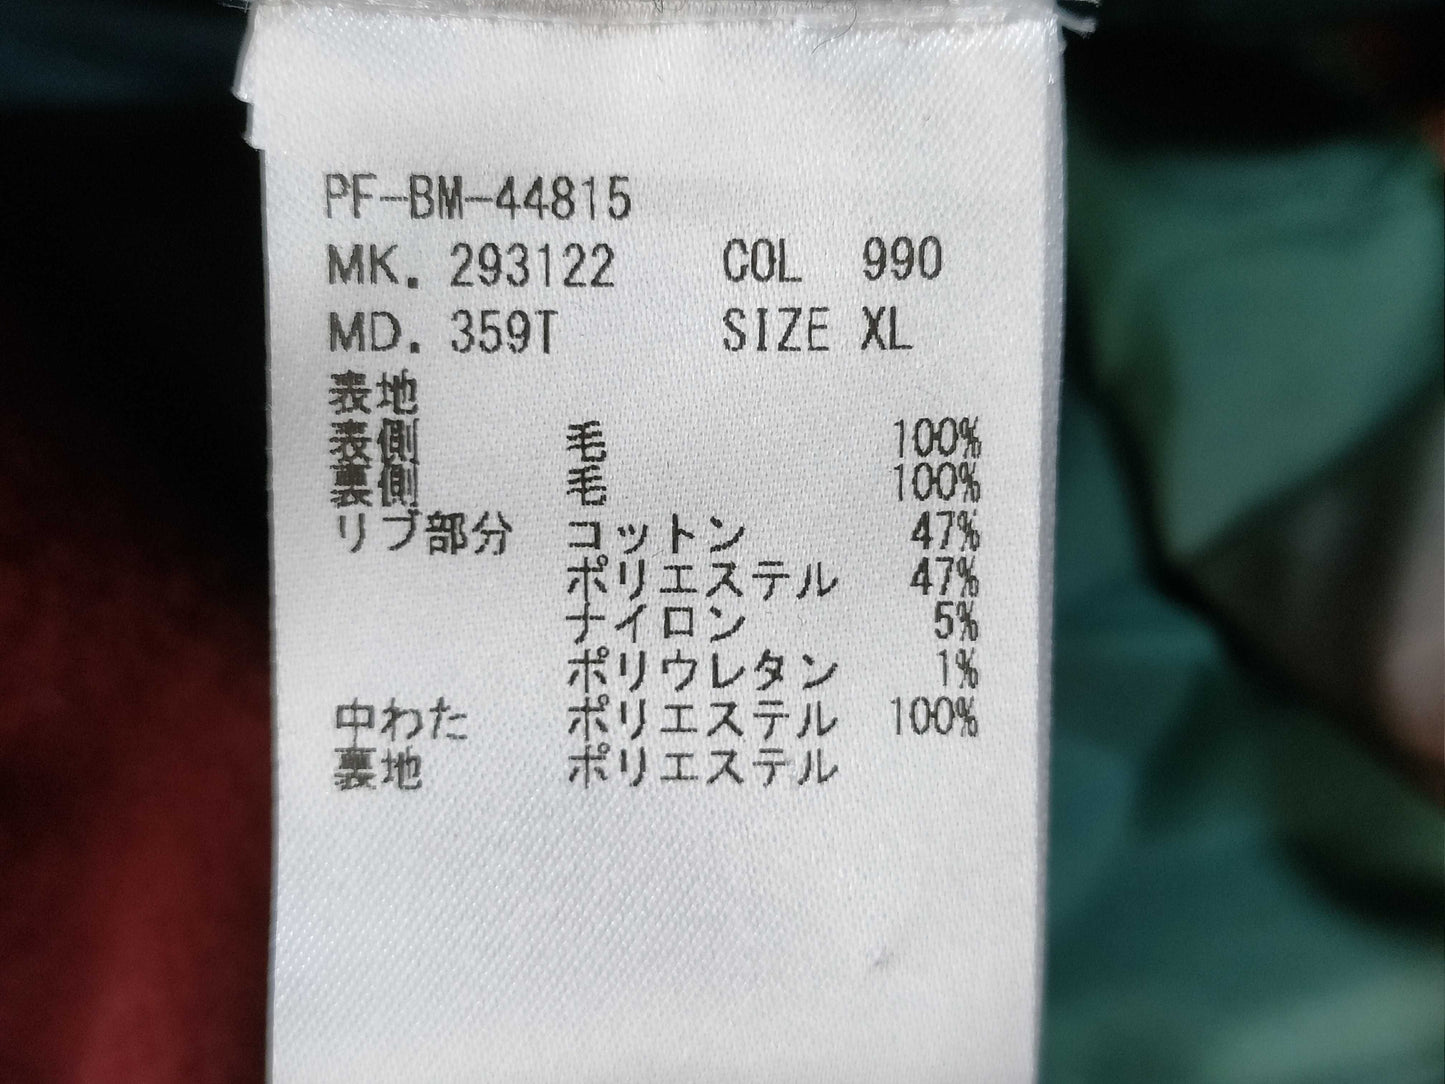 PF-BM-44815
MK. 293122 COL 990
MD. 359T SIZE XL
表地
表側 毛 100%
裏側 毛 100%
リブ部分 コットン 47%
ポリエステル 47%
ナイロン 5%
ポリウレタン 1%
中わた ポリエステル 100%
裏地 ポリエステル